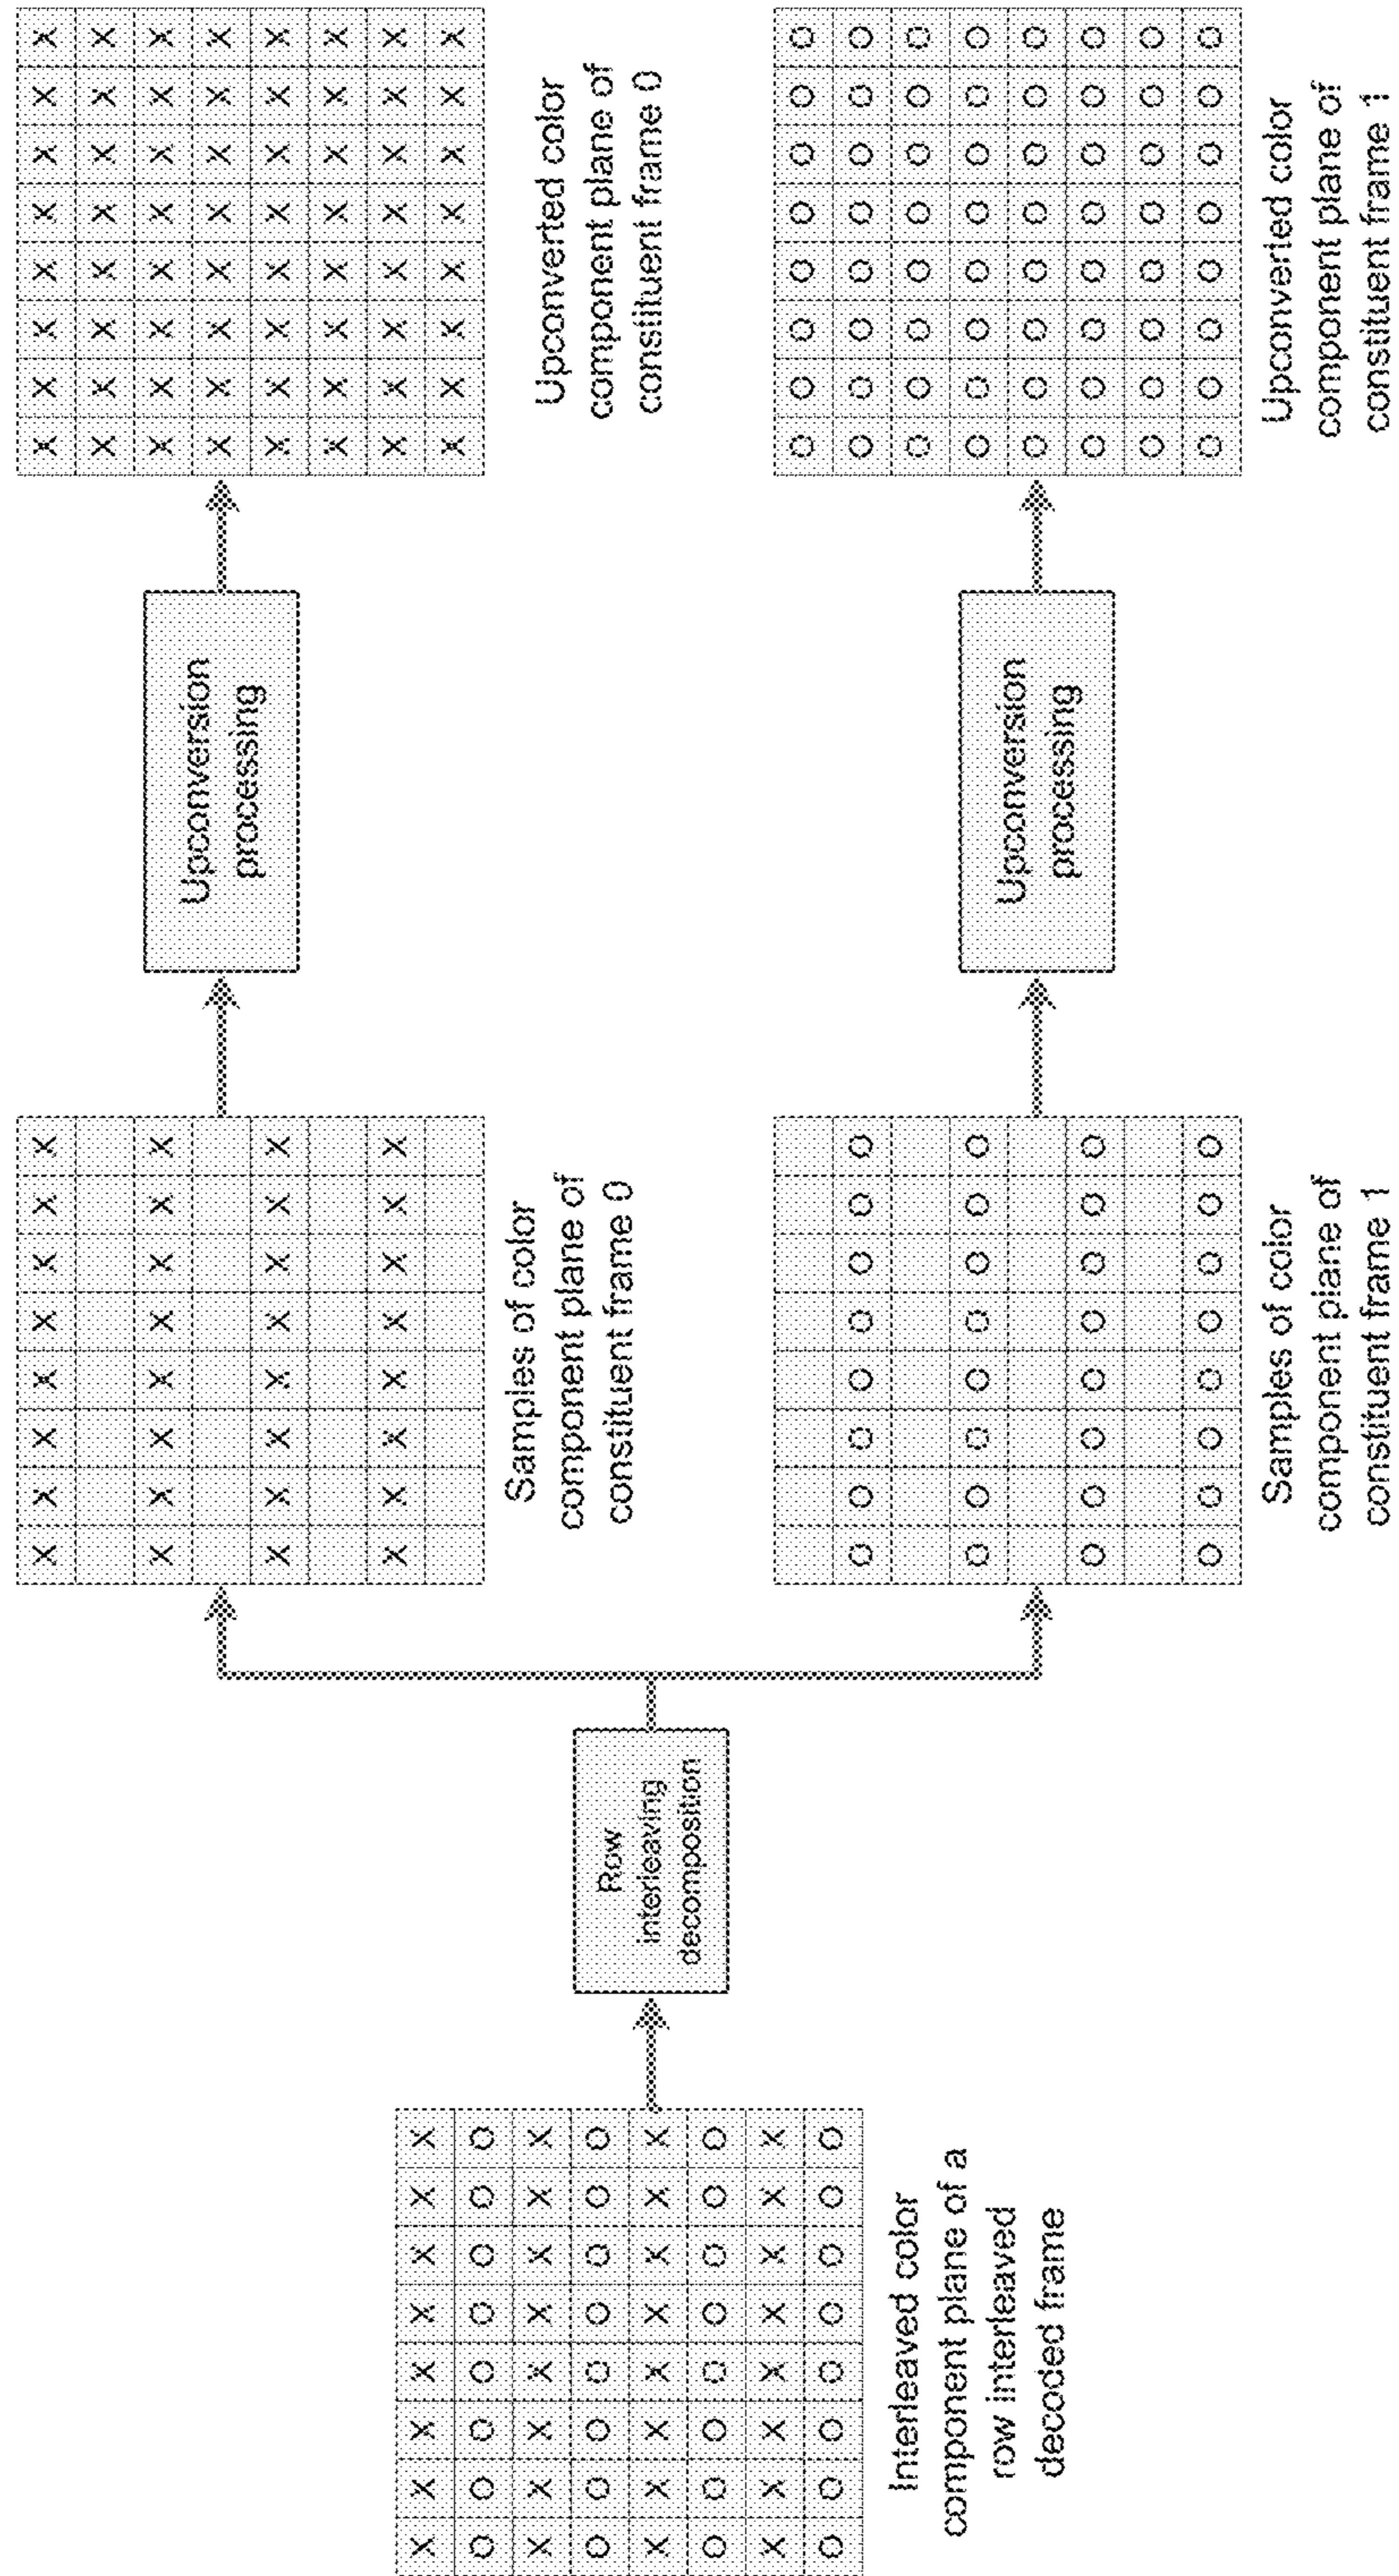 Interleaved color
component plane of a
row interleaved
decoded frame
Row
interleaving
decomposition
Samples of color
component plane of
constituent frame 0
Upconversion
processing
Upconverted color
component plane of
constituent frame 0
Samples of color
component plane of
constituent frame 1
Upconversion
processing
Upconverted color
component plane of
constituent frame 1